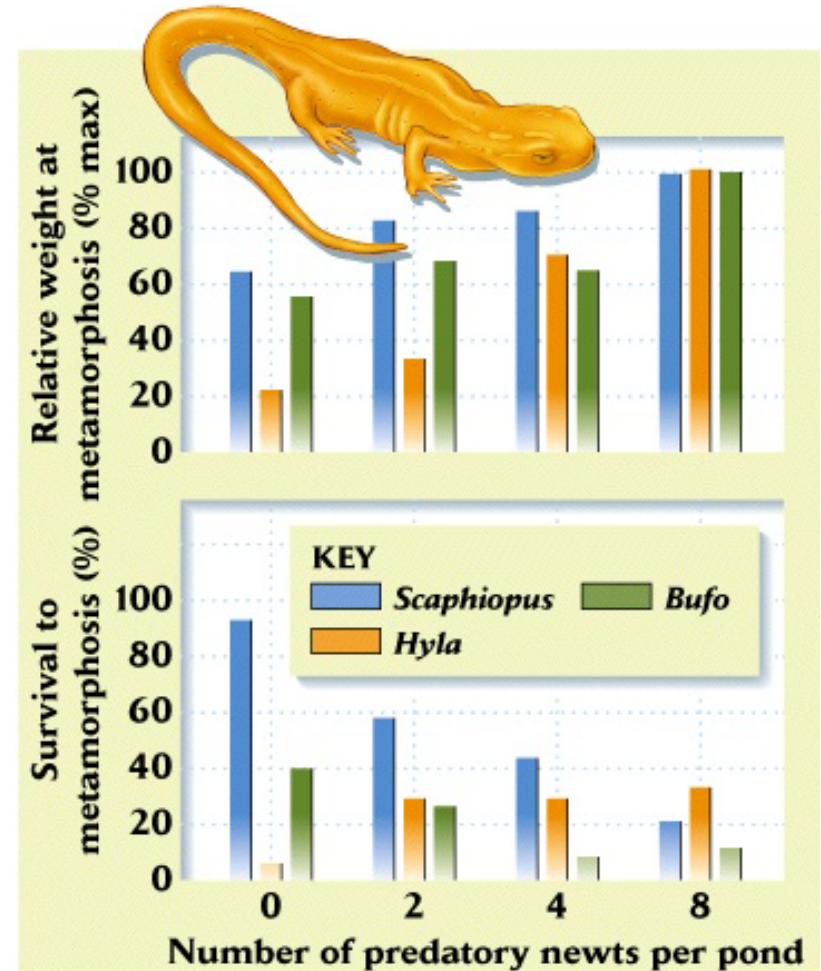 Relative weight at
metamorphosis (% max)
100
80
60
40
20
0
Survival to
metamorphosis (%)
100
80
60
40
20
0
KEY
Scaphiopus
Bufo
Hyla
0 2 4 8
Number of predatory newts per pond